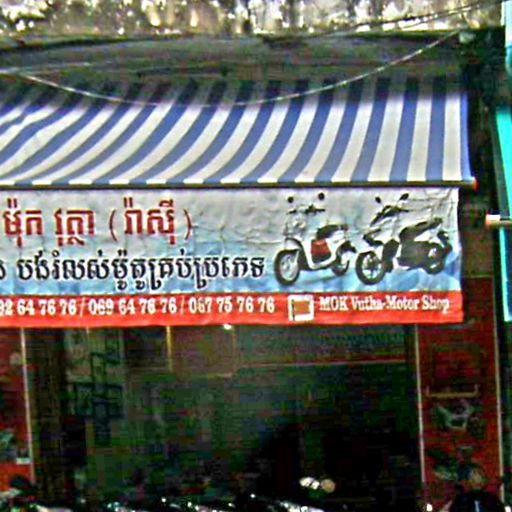 ម៉ុក វុត្ថា (វ៉ាស៊ី)
បង់រំលស់ម៉ូតូគ្រប់ប្រភេទ
92 64 76 76 / 069 64 76 76 / 067 75 76 76 MOK Vutha-Motor Shop